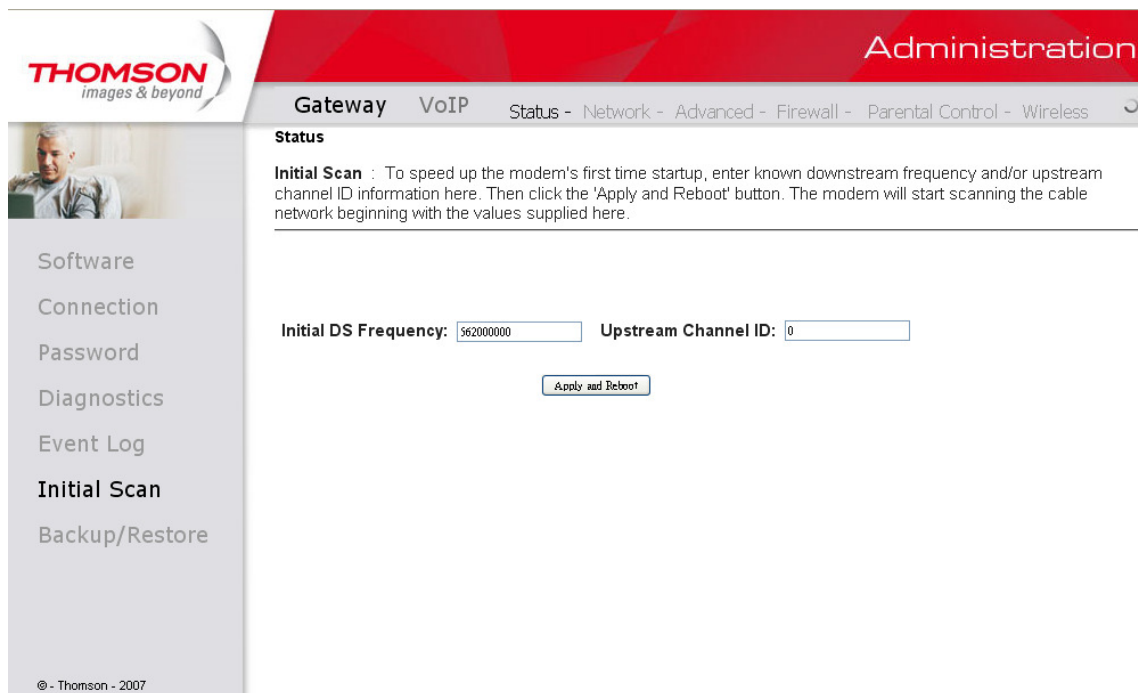 THOMSON
images & beyond
Administration
Gateway VoIP Status - Network - Advanced - Firewall - Parental Control - Wireless
Status
Initial Scan : To speed up the modem's first time startup, enter known downstream frequency and/or upstream
channel ID information here. Then click the 'Apply and Reboot' button. The modem will start scanning the cable
network beginning with the values supplied here.
Software
Connection
Password
Diagnostics
Event Log
Initial Scan
Backup/Restore
Initial DS Frequency: 562000000 Upstream Channel ID: 0
Apply and Reboot
© - Thomson - 2007